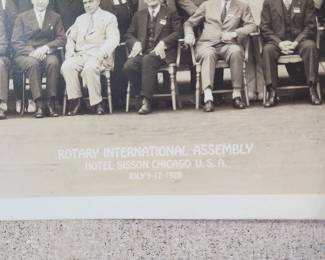 ROTARY INTERNATIONAL ASSEMBLY
HOTEL SISSON CHICAGO U.S.A.
JULY 9-12-1928